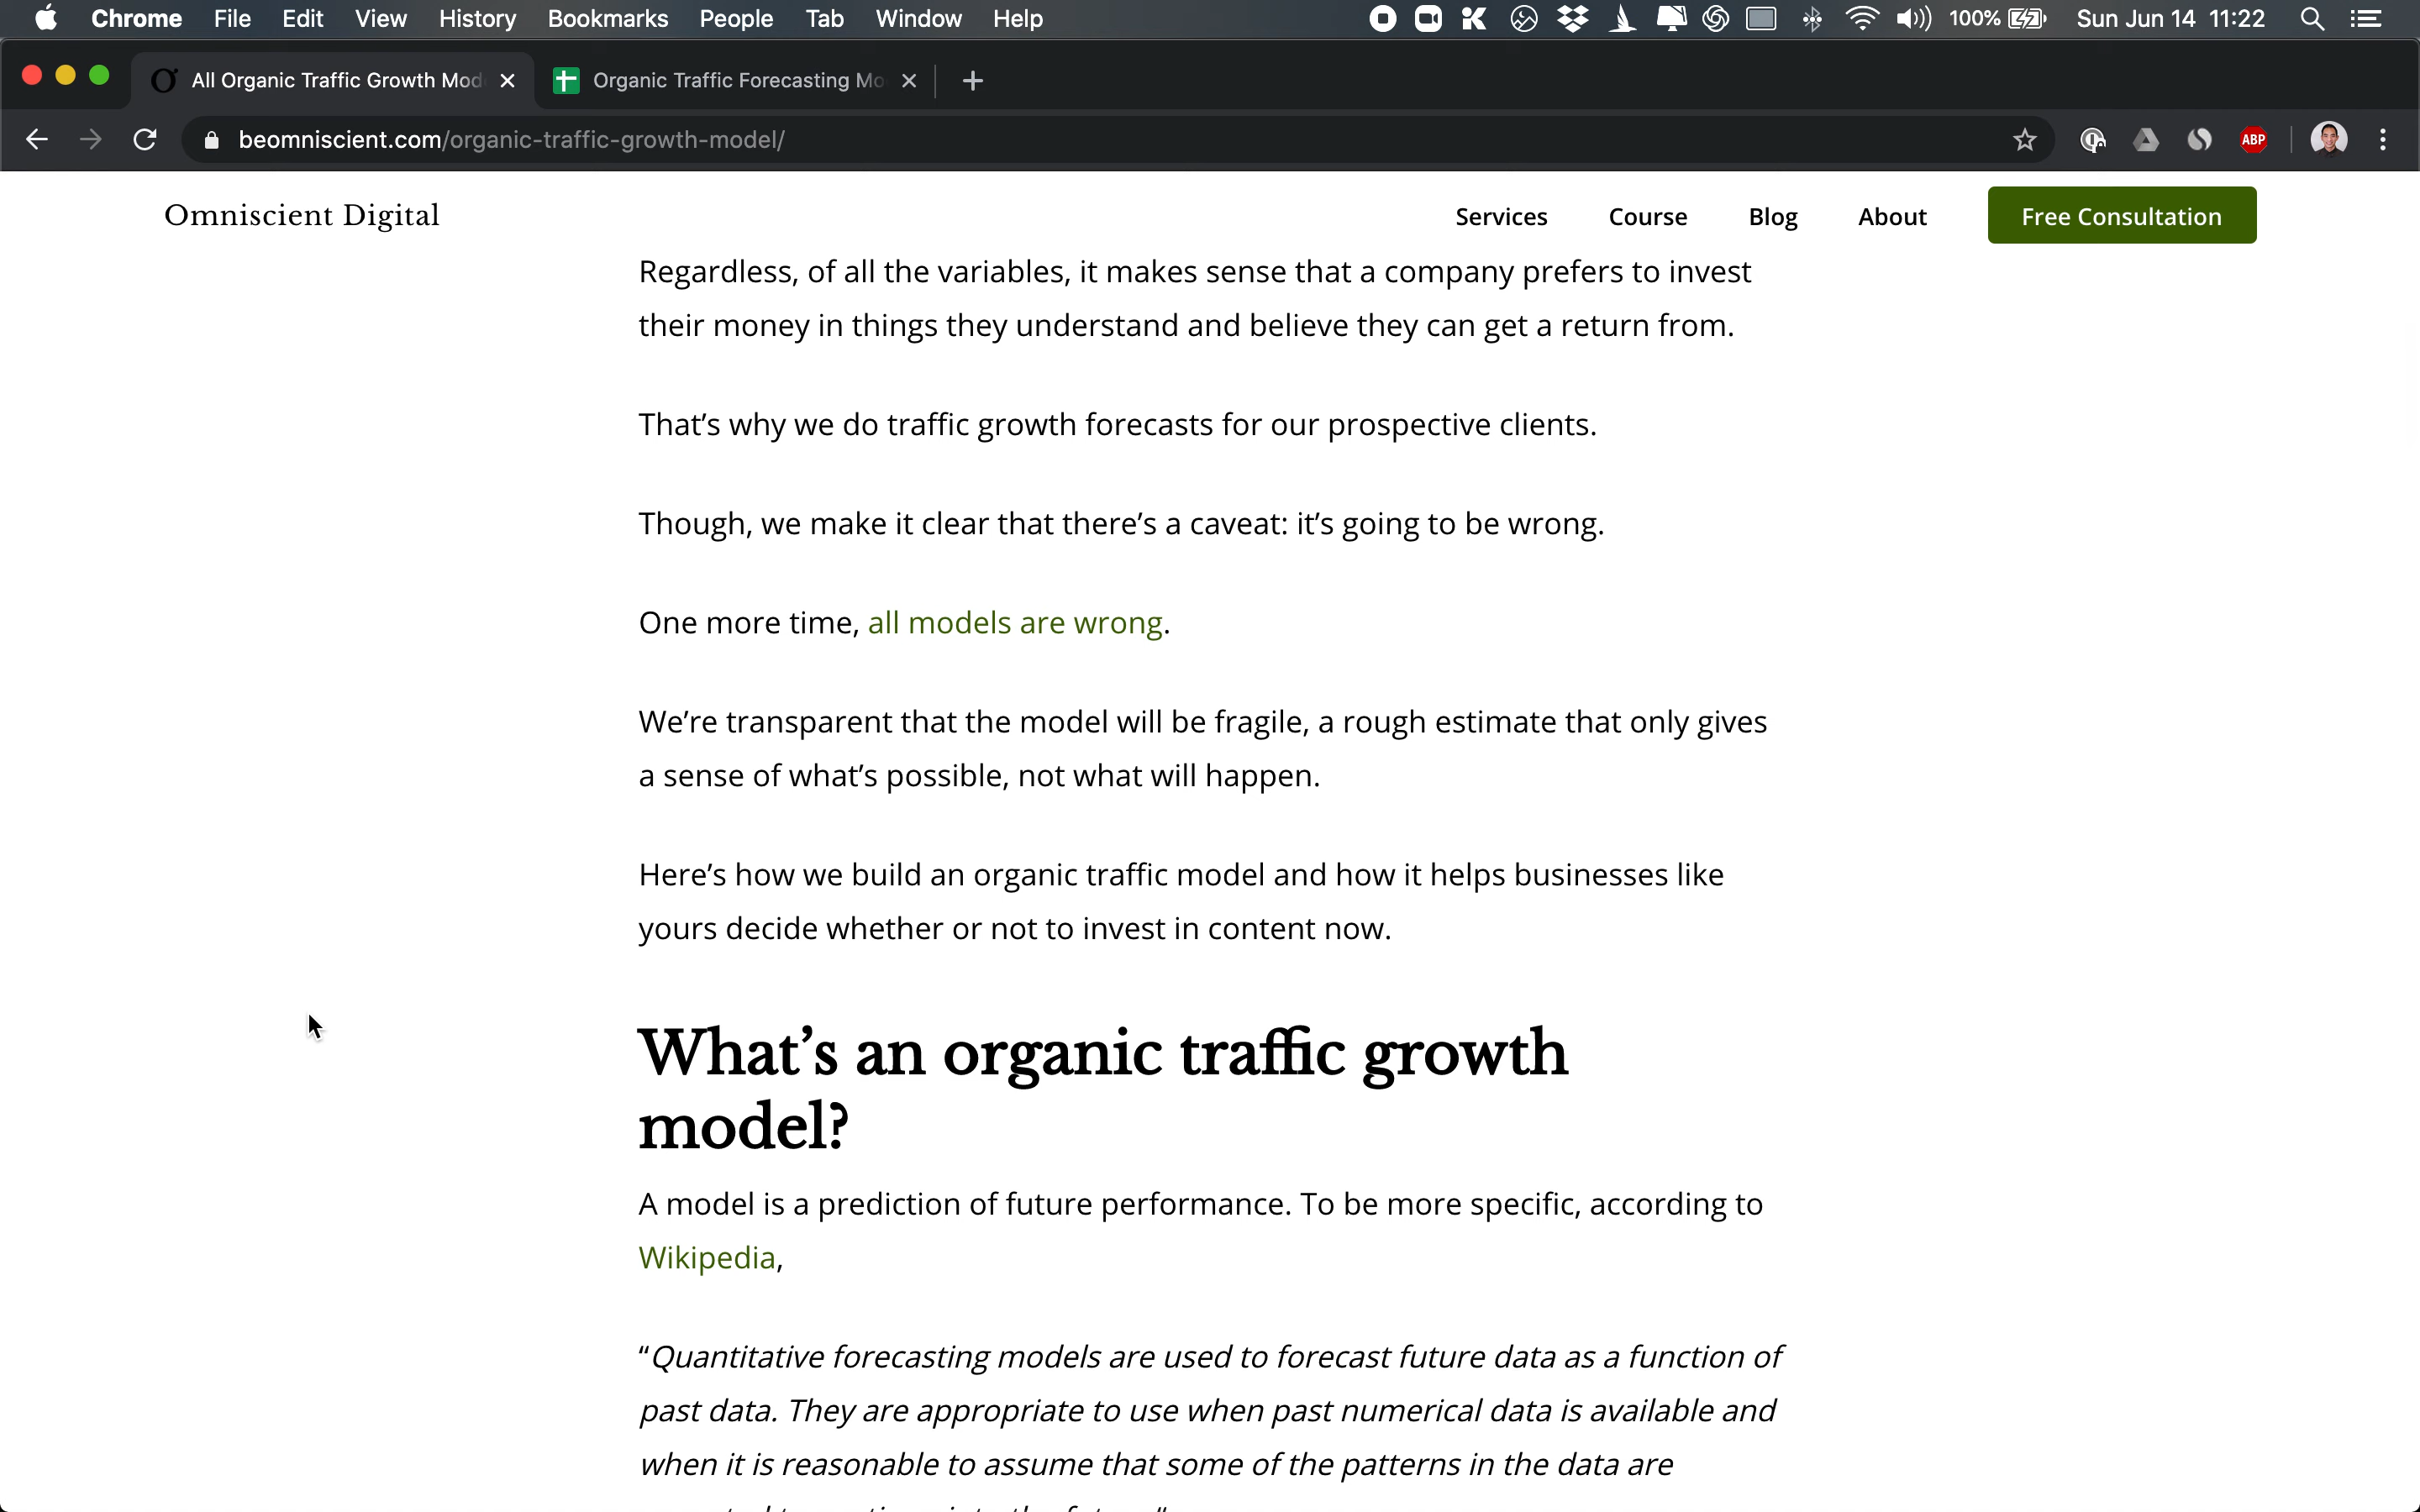 Chrome File Edit View History Bookmarks People Tab Window Help 100% Sun Jun 14 11:22
All Organic Traffic Growth Mod Organic Traffic Forecasting Mo
beomniscient.com/organic-traffic-growth-model/ ABP
Omniscient Digital Services Course Blog About Free Consultation
Regardless, of all the variables, it makes sense that a company prefers to invest
their money in things they understand and believe they can get a return from.
That’s why we do traffic growth forecasts for our prospective clients.
Though, we make it clear that there’s a caveat: it’s going to be wrong.
One more time, all models are wrong.
We’re transparent that the model will be fragile, a rough estimate that only gives
a sense of what’s possible, not what will happen.
Here’s how we build an organic traffic model and how it helps businesses like
yours decide whether or not to invest in content now.
What’s an organic traffic growth
model?
A model is a prediction of future performance. To be more specific, according to
Wikipedia,
“Quantitative forecasting models are used to forecast future data as a function of
past data. They are appropriate to use when past numerical data is available and
when it is reasonable to assume that some of the patterns in the data are